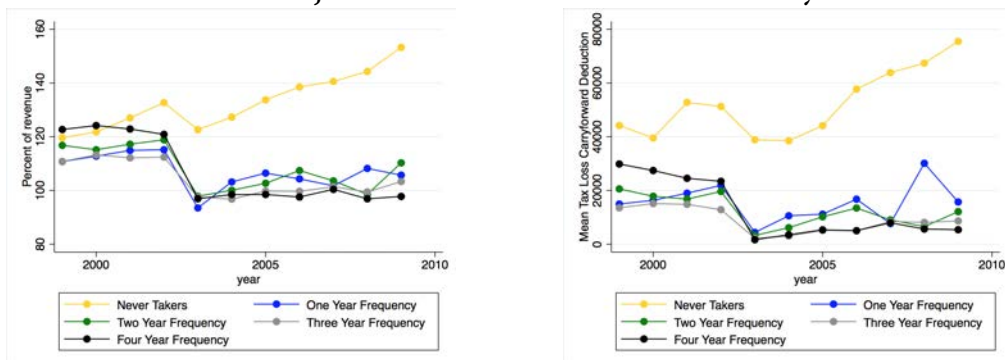 Percent of revenue
80 100 120 140 160
2000 2005 2010
year
Never Takers One Year Frequency
Two Year Frequency Three Year Frequency
Four Year Frequency
Mean Tax Loss Carryforward Deduction
0 20000 40000 60000 80000
2000 2005 2010
year
Never Takers One Year Frequency
Two Year Frequency Three Year Frequency
Four Year Frequency